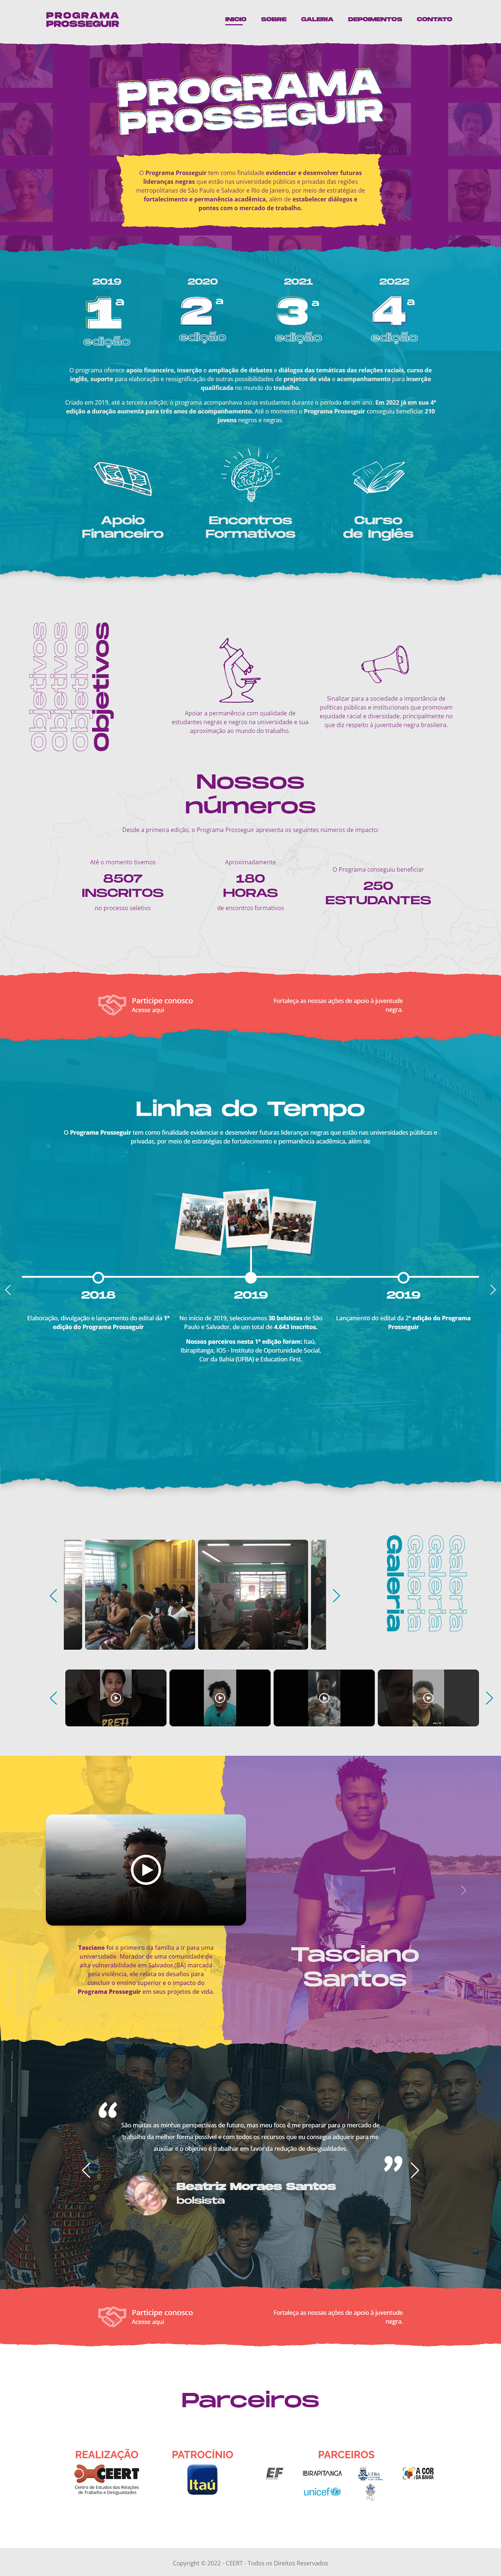 PROGRAMA
PROSSEGUIR
INICIO SOBRE GALERIA DEPOIMENTOS CONTATO
PROGRAMA
PROSSEGUIR
O Programa Prosseguir tem como finalidade evidenciar e desenvolver futuras
lideranças negras que estão nas universidade públicas e privadas das regiões
metropolitanas de São Paulo e Salvador e Rio de Janeiro, por meio de estratégias de
fortalecimento e permanência acadêmica, além de estabelecer diálogos e
pontes com o mercado de trabalho.
2019 2020 2021 2022
1ª 2ª 3ª 4ª
edição edição edição edição
O programa oferece apoio financeiro, inserção e ampliação de debates e diálogos das temáticas das relações raciais, curso de
inglês, suporte para elaboração e ressignificação de outras possibilidades de projetos de vida e acompanhamento para inserção
qualificada no mundo do trabalho.
Criado em 2019, até a terceira edição, o programa acompanhava os/as estudantes durante o período de um ano. Em 2022 já em sua 4ª
edição a duração aumenta para três anos de acompanhamento. Até o momento o Programa Prosseguir conseguiu beneficiar 210
jovens negros e negras.
Apoio
Financeiro
Encontros
Formativos
Curso
de Inglês
Objetivos
Objetivos
Objetivos
Objetivos
Apoiar a permanência com qualidade de
estudantes negras e negros na universidade e sua
aproximação ao mundo do trabalho.
Sinalizar para a sociedade a importância de
políticas públicas e institucionais que promovam
equidade racial e diversidade, principalmente no
que diz respeito à juventude negra brasileira.
Nossos
números
Desde a primeira edição, o Programa Prosseguir apresenta os seguintes números de impacto:
Até o momento tivemos
8507
INSCRITOS
no processo seletivo
Aproximadamente
180
HORAS
de encontros formativos
O Programa conseguiu beneficiar
250
ESTUDANTES
Participe conosco
Acesse aqui
Fortaleça as nossas ações de apoio à juventude
negra.
UNIVERSITY BOOKSTORE
Linha do Tempo
O Programa Prosseguir tem como finalidade evidenciar e desenvolver futuras lideranças negras que estão nas universidades públicas e
privadas, por meio de estratégias de fortalecimento e permanência acadêmica, além de
2018
Elaboração, divulgação e lançamento do edital da 1ª
edição do Programa Prosseguir
2019
No início de 2019, selecionamos 30 bolsistas de São
Paulo e Salvador, de um total de 4.643 inscritos.
Nossos parceiros nesta 1ª edição foram: Itaú,
Ibirapitanga, IOS - Instituto de Oportunidade Social,
Cor da Bahia (UFBA) e Education First.
2019
Lançamento do edital da 2ª edição do Programa
Prosseguir
Galeria
Galeria
Galeria
Galeria
Tasciano foi o primeiro da família a ir para uma
universidade. Morador de uma comunidade de
alta vulnerabilidade em Salvador (BA) marcada
pela violência, ele relata os desafios para
concluir o ensino superior e o impacto do
Programa Prosseguir em seus projetos de vida.
Tasciano
Santos
“
São muitas as minhas perspectivas de futuro, mas meu foco é me preparar para o mercado de
trabalho da melhor forma possível e com todos os recursos que eu consegui adquirir para me
auxiliar e o objetivo é trabalhar em favor da redução de desigualdades.
”
Beatriz Moraes Santos
bolsista
Participe conosco
Acesse aqui
Fortaleça as nossas ações de apoio à juventude
negra.
Parceiros
REALIZAÇÃO
CEERT
Centro de Estudos das Relações
de Trabalho e Desigualdades
PATROCÍNIO
Itaú
PARCEIROS
EF
IBIRAPITANGA
UFBA
A COR
DA BAHIA
unicef
Copyright © 2022 - CEERT - Todos os Direitos Reservados